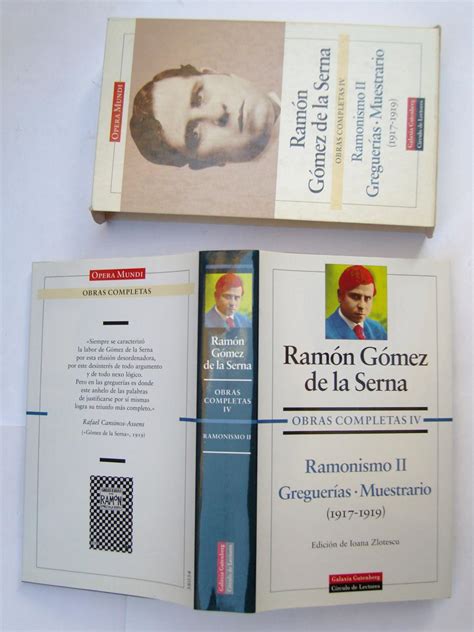 OPERA MUNDI
Ramón
Gómez de la Serna
OBRAS COMPLETAS IV
Ramonismo II
Greguerías · Muestrario
(1917-1919)
Galaxia Gutenberg
Círculo de Lectores
OPERA MUNDI
OBRAS COMPLETAS
«Siempre se caracterizó
la labor de Gómez de la Serna
por esta efusión desordenadora,
por este desinterés de todo argumento
y de todo nexo lógico.
Pero en las greguerías es donde
este anhelo de las palabras
de justificarse por sí mismas
logra su triunfo más completo.»
Rafael Cansinos-Assens
(«Gómez de la Serna», 1919)
RAMÓN
Ramón
Gómez
de la Serna
OBRAS
COMPLETAS
IV
RAMONISMO II
Ramón Gómez
de la Serna
OBRAS COMPLETAS IV
Ramonismo II
Greguerías · Muestrario
(1917-1919)
Edición de Ioana Zlotescu
Galaxia Gutenberg
Círculo de Lectores